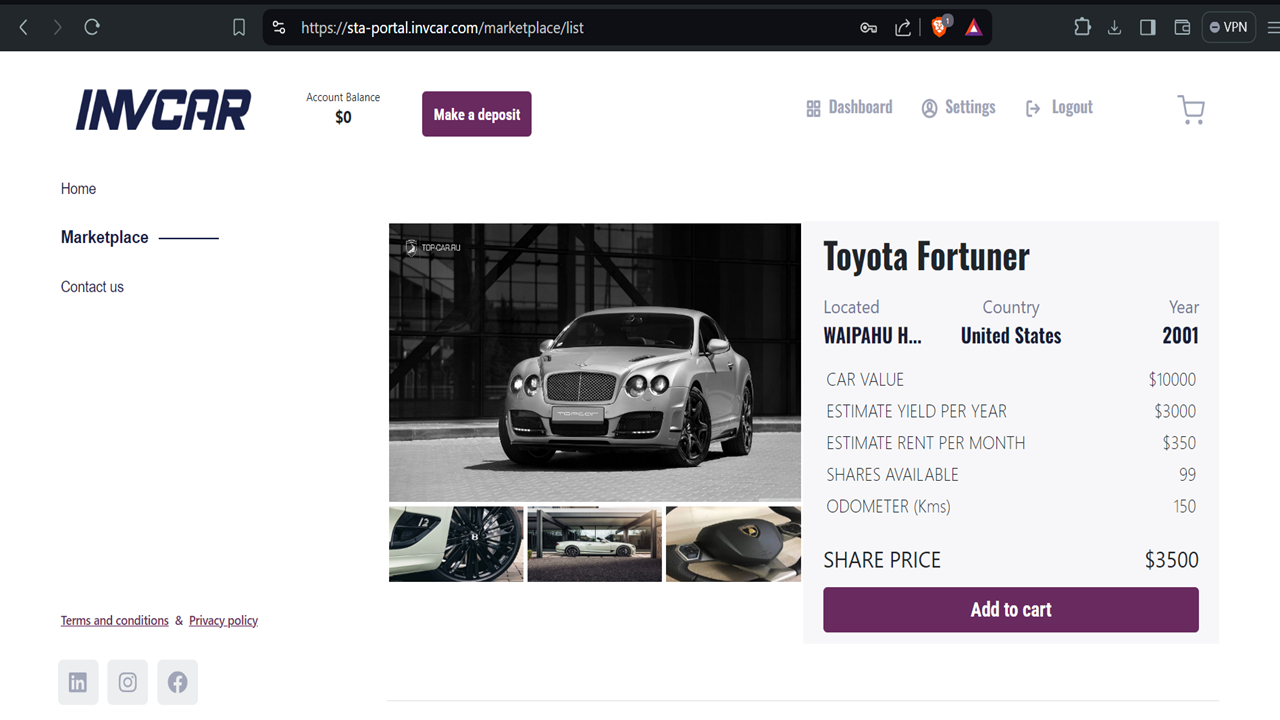 https://sta-portal.invcar.com/marketplace/list
1
VPN
INVCAR
Account Balance
$0
Make a deposit
Dashboard
Settings
Logout
Home
Marketplace
Contact us
TOP-CAR.RU
TOPCAR
Toyota Fortuner
Located
Country
Year
WAIPAHU H...
United States
2001
CAR VALUE
$10000
ESTIMATE YIELD PER YEAR
$3000
ESTIMATE RENT PER MONTH
$350
SHARES AVAILABLE
99
ODOMETER (Kms)
150
SHARE PRICE
$3500
Add to cart
Terms and conditions & Privacy policy